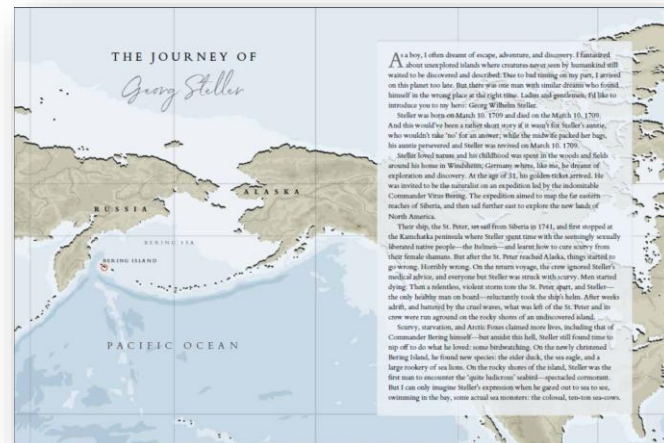 THE JOURNEY OF
Georg Steller
RUSSIA
ALASKA
BERING SEA
BERING ISLAND
PACIFIC OCEAN
As a boy, I often dreamt of escape, adventure, and discovery. I fantasized
about unexplored islands where creatures never seen by humankind still
waited to be discovered and described. Due to bad timing on my part, I arrived
on this planet too late. But there was one man with similar dreams who found
himself in the wrong place at the right time. Ladies and gentlemen, I'd like to
introduce you to my hero: Georg Wilhelm Steller.
Steller was born on March 10, 1709 and died on the March 10, 1709.
And this would've been a rather short story if it wasn't for Steller's auntie,
who wouldn't take 'no' for an answer; while the midwife packed her bags,
his auntie persevered and Steller was revived on March 10, 1709.
Steller loved nature and his childhood was spent in the woods and fields
around his home in Windsheim, Germany where, like me, he dreamt of
exploration and discovery. At the age of 31, his golden ticket arrived. He
was invited to be the naturalist on an expedition led by the indomitable
Commander Vitus Bering. The expedition aimed to map the far eastern
reaches of Siberia, and then sail further east to explore the new lands of
North America.
Their ship, the St. Peter, set sail from Siberia in 1741, and first stopped at
the Kamchatka peninsula where Steller spent time with the seemingly sexually
liberated native people—the Itelmen—and learnt how to cure scurvy from
their female shamans. But after the St. Peter reached Alaska, things started to
go wrong. Horribly wrong. On the return voyage, the crew ignored Steller's
medical advice, and everyone but Steller was struck with scurvy. Men started
dying. Then a relentless, violent storm tore the St. Peter apart, and Steller—
the only healthy man on board—reluctantly took the ship's helm. After weeks
adrift, and battered by the cruel waves, what was left of the St. Peter and its
crew were run aground on the rocky shores of an undiscovered island.
Scurvy, starvation, and Arctic Foxes claimed more lives, including that of
Commander Bering himself—but amidst this hell, Steller still found time to
nip off to do what he loved: some birdwatching. On the newly christened
Bering Island, he found new species: the eider duck, the sea eagle, and a
large rookery of sea lions. On the rocky shores of the island, Steller was the
first man to encounter the 'quite ludicrous' seabird—spectacled cormorant.
But I can only imagine Steller's expression when he gazed out to sea to see,
swimming in the bay, some actual sea monsters: the colossal, ten-ton sea-cows.